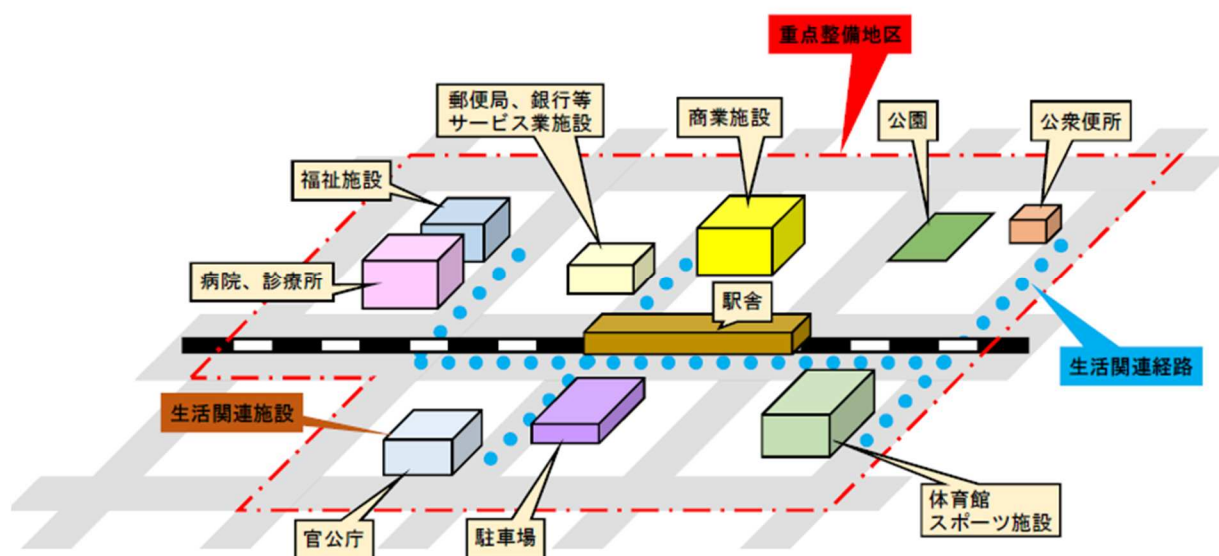 重点整備地区
郵便局、銀行等
サービス業施設
商業施設
公園
公衆便所
福祉施設
病院、診療所
駅舎
生活関連経路
生活関連施設
官公庁
駐車場
体育館
スポーツ施設